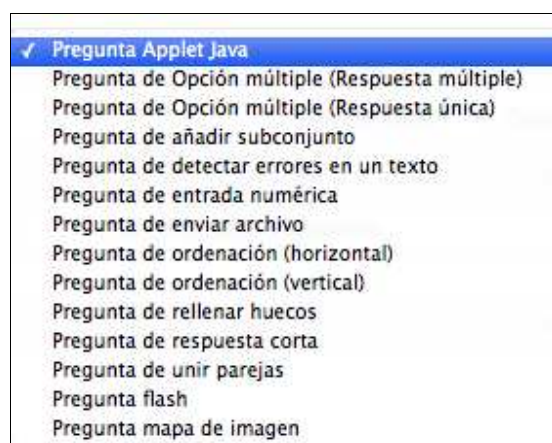 ✓ Pregunta Applet Java
Pregunta de Opción múltiple (Respuesta múltiple)
Pregunta de Opción múltiple (Respuesta única)
Pregunta de añadir subconjunto
Pregunta de detectar errores en un texto
Pregunta de entrada numérica
Pregunta de enviar archivo
Pregunta de ordenación (horizontal)
Pregunta de ordenación (vertical)
Pregunta de rellenar huecos
Pregunta de respuesta corta
Pregunta de unir parejas
Pregunta flash
Pregunta mapa de imagen